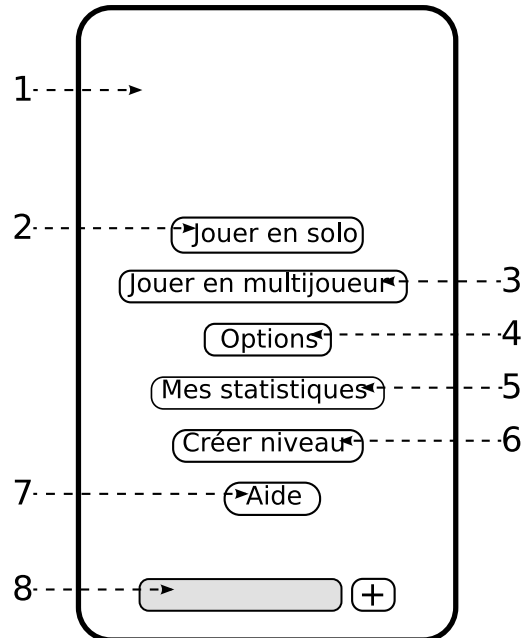 1
2 Jouer en solo
Jouer en multijoueur 3
Options 4
Mes statistiques 5
Créer niveau 6
7 Aide
8 +